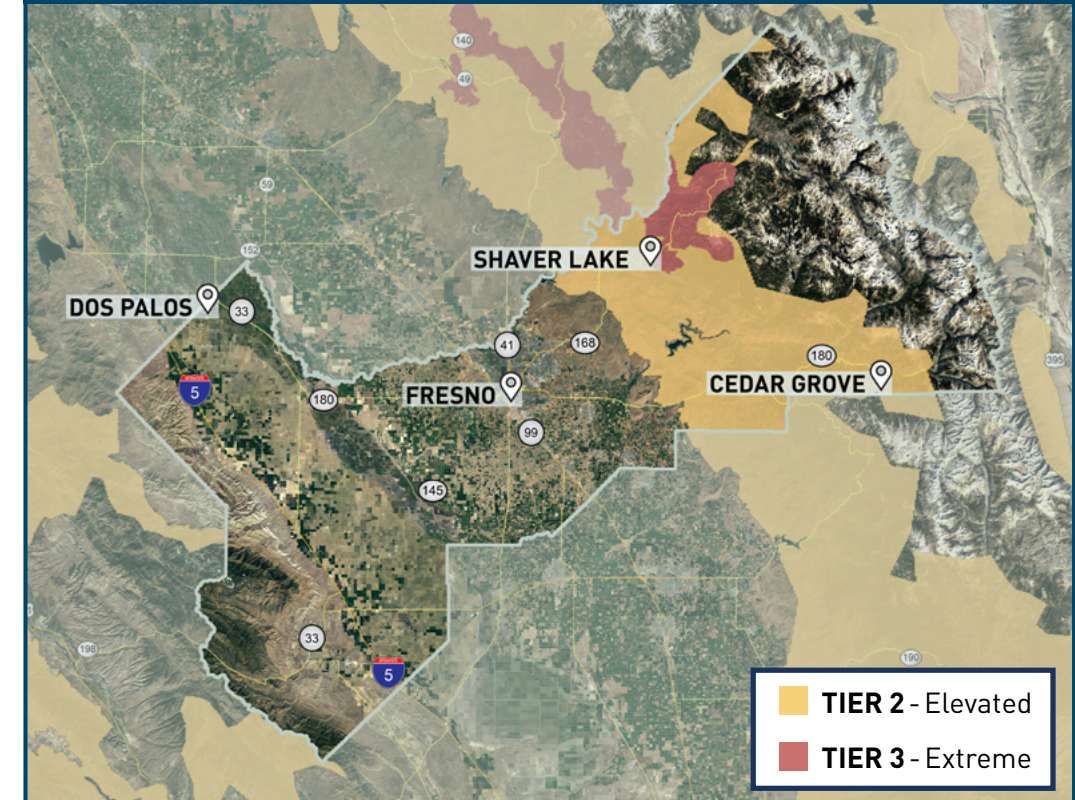 140
49
59
152
SHAVER LAKE
DOS PALOS
33
41
168
180
395
5
CEDAR GROVE
FRESNO
180
99
145
33
198
5
190
TIER 2 - Elevated
TIER 3 - Extreme